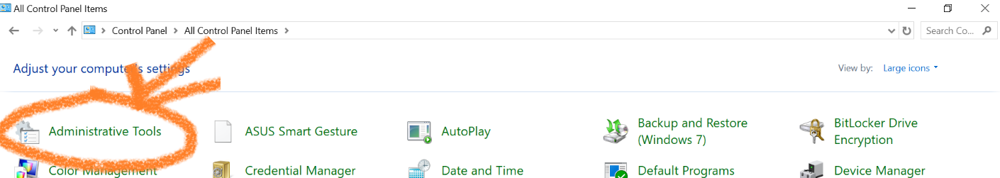 All Control Panel Items
Control Panel > All Control Panel Items >
Search Co...
Adjust your computer's settings
View by: Large icons
Administrative Tools
ASUS Smart Gesture
AutoPlay
Backup and Restore
(Windows 7)
BitLocker Drive
Encryption
Color Management
Credential Manager
Date and Time
Default Programs
Device Manager